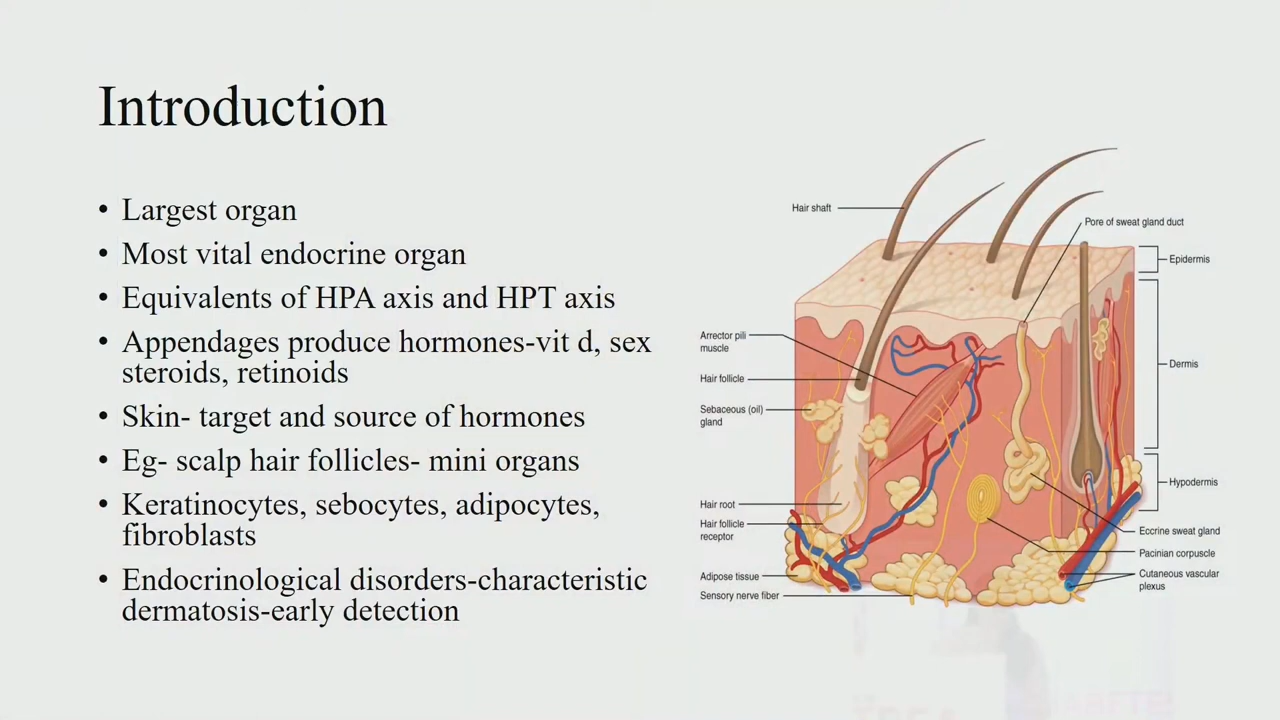 Introduction
• Largest organ
• Most vital endocrine organ
• Equivalents of HPA axis and HPT axis
• Appendages produce hormones-vit d, sex
steroids, retinoids
• Skin- target and source of hormones
• Eg- scalp hair follicles- mini organs
• Keratinocytes, sebocytes, adipocytes,
fibroblasts
• Endocrinological disorders-characteristic
dermatosis-early detection
Hair shaft
Arrector pili
muscle
Hair follicle
Sebaceous (oil)
gland
Hair root
Hair follicle
receptor
Adipose tissue
Sensory nerve fiber
Pore of sweat gland duct
Epidermis
Dermis
Hypodermis
Eccrine sweat gland
Pacinian corpuscle
Cutaneous vascular
plexus